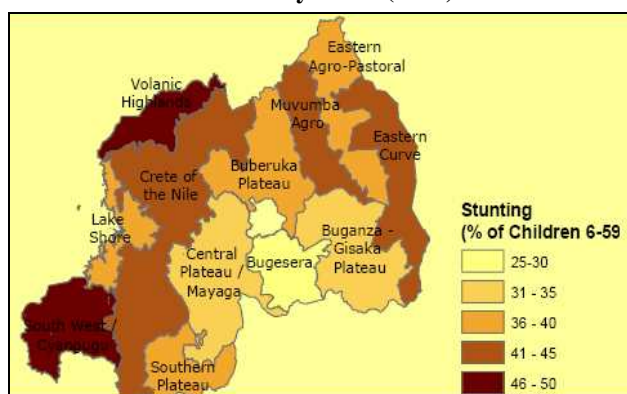 Eastern
Agro-Pastoral
Volanic
Highlands
Muvumba
Agro
Eastern
Curve
Crete of
the Nile
Buberuka
Plateau
Lake
Shore
Buganza -
Gisaka
Plateau
Central
Plateau /
Mayaga
Bugesera
South West /
Southern
Plateau
Stunting
(% of Children 6-59
25-30
31 - 35
36 - 40
41 - 45
46 - 50